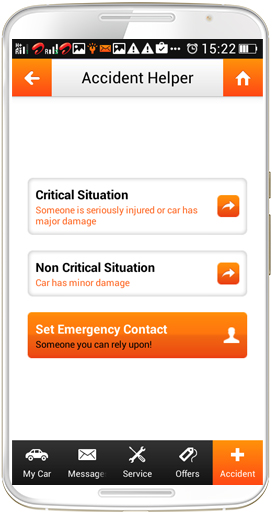 15:22
Accident Helper
Critical Situation
Someone is seriously injured or car has
major damage
Non Critical Situation
Car has minor damage
Set Emergency Contact
Someone you can rely upon!
My Car Message Service Offers Accident